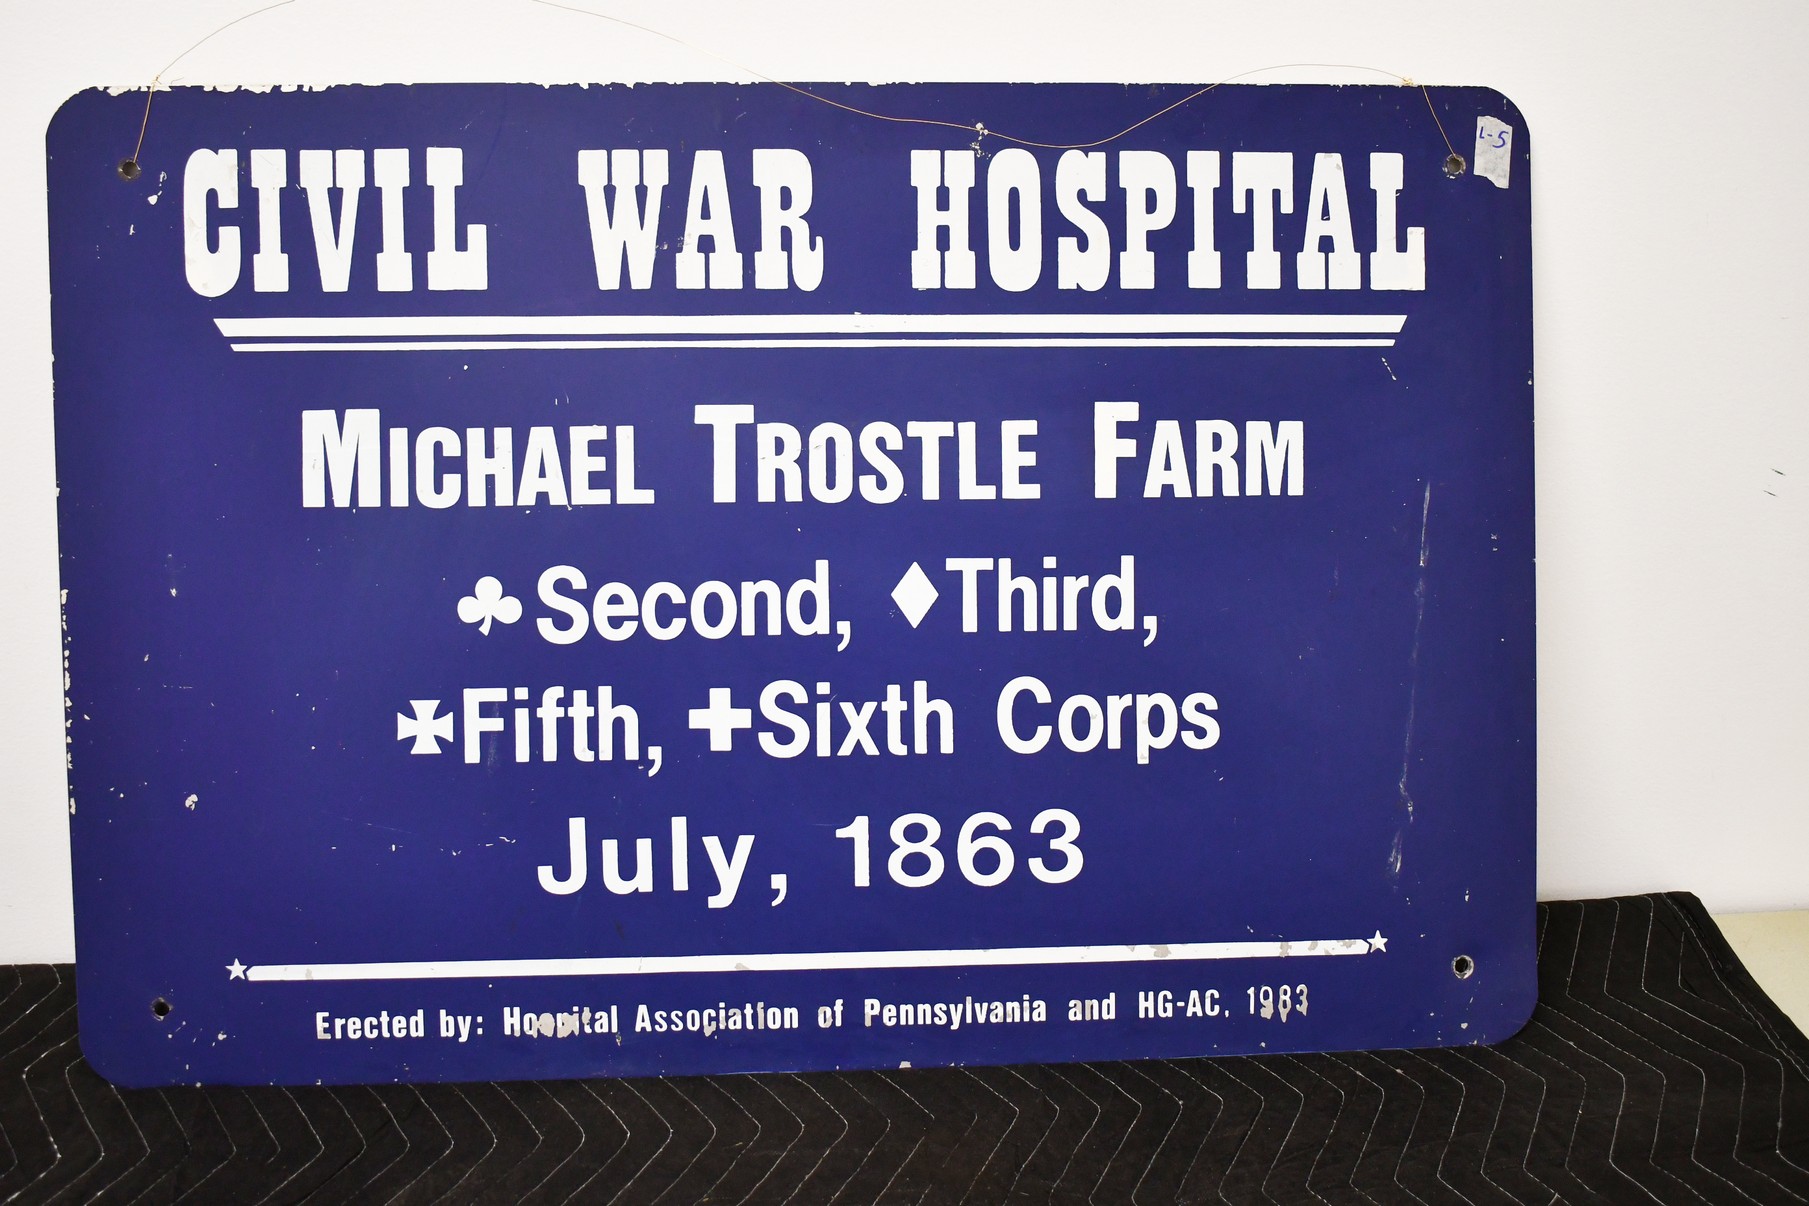 CIVIL WAR HOSPITAL
L-5
MICHAEL TROSTLE FARM
♣Second, ♦Third,
✠Fifth, ✚Sixth Corps
July, 1863
Erected by: Hospital Association of Pennsylvania and HG-AC, 1983